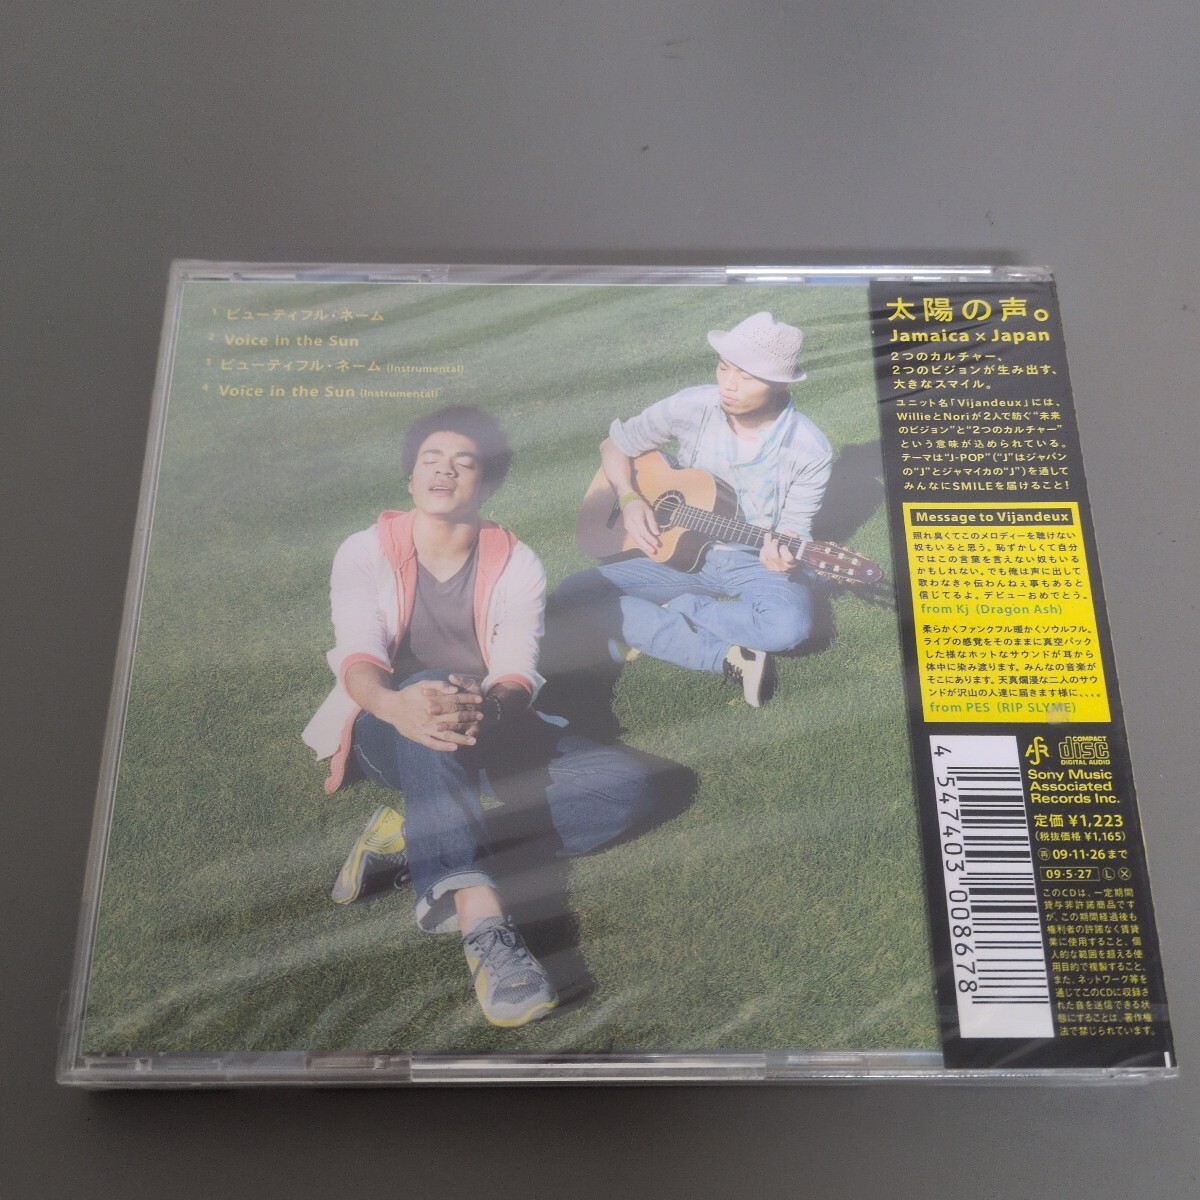 1 ビューティフル・ネーム
2 Voice in the Sun
3 ビューティフル・ネーム (Instrumental)
4 Voice in the Sun (Instrumental)
太陽の声。
Jamaica × Japan
2つのカルチャー、
2つのビジョンが生み出す、
大きなスマイル。
ユニット名「Vijandeux」には、
WillieとNoriが2人で紡ぐ“未来
のビジョン”と“2つのカルチャー”
という意味が込められている。
テーマは“J-POP”(“J”はジャパン
の“J”とジャマイカの“J”)を通して
みんなにSMILEを届けること!
Message to Vijandeux
照れ臭くてこのメロディーを聴けない
奴もいると思う。恥ずかしくて自分
ではこの言葉を言えない奴もいる
かもしれない。でも俺は声に出して
歌わなきゃ伝わんねぇ事もあると
信じてるよ。デビューおめでとう。
from Kj (Dragon Ash)
柔らかくファンクフル暖かくソウルフル。
ライブの感覚をそのままに真空パック
した様なホットなサウンドが耳から
体中に染み渡ります。みんなの音楽が
そこにあります。天真爛漫な二人のサウ
ンドが沢山の人達に届きます様に、、、。
from PES (RIP SLYME)
4 547403 008678
COMPACT
disc
DIGITAL AUDIO
Sony Music
Associated
Records Inc.
定価 ¥1,223
(税抜価格 ¥1,165)
再 09・11・26まで
09・5・27 L X
このCDは、一定期間
貸与非許諾商品です
が、この期間経過後も
権利者の許諾なく賃貸
業に使用すること、個
人的な範囲を超える使
用目的で複製すること、
また、ネットワーク等を
通じてこのCDに収録さ
れた音を送信できる状
態にすることは、著作権
法で禁じられています。